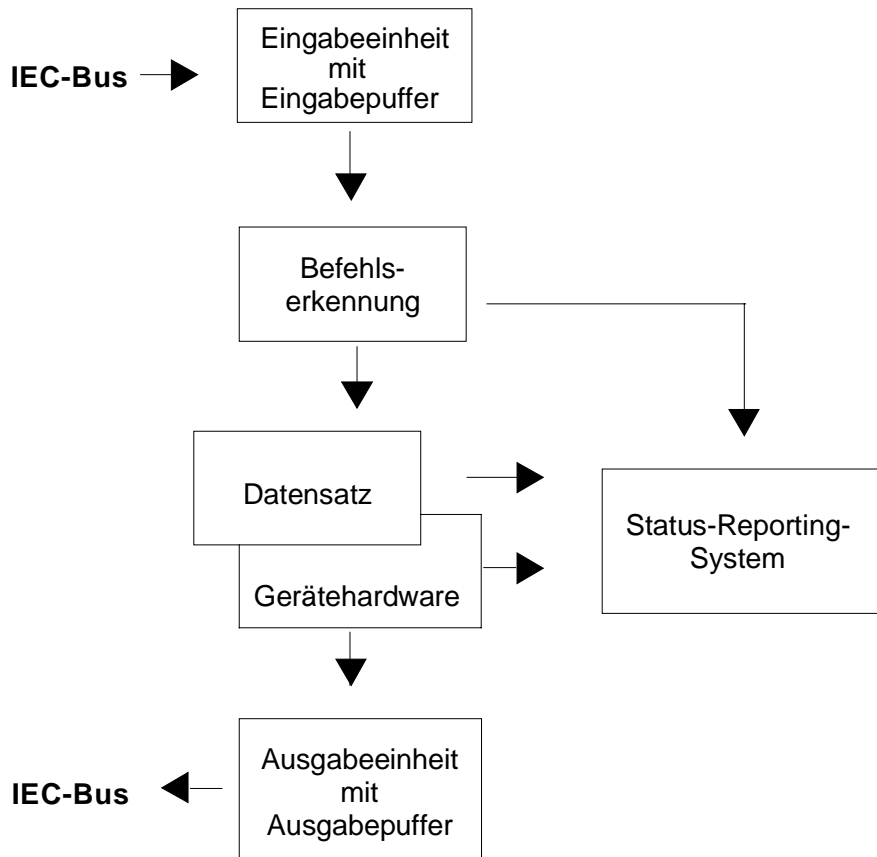 Eingabeeinheit
mit
Eingabepuffer
IEC-Bus
Befehls-
erkennung
Datensatz
Gerätehardware
Status-Reporting-
System
Ausgabeeinheit
mit
Ausgabepuffer
IEC-Bus